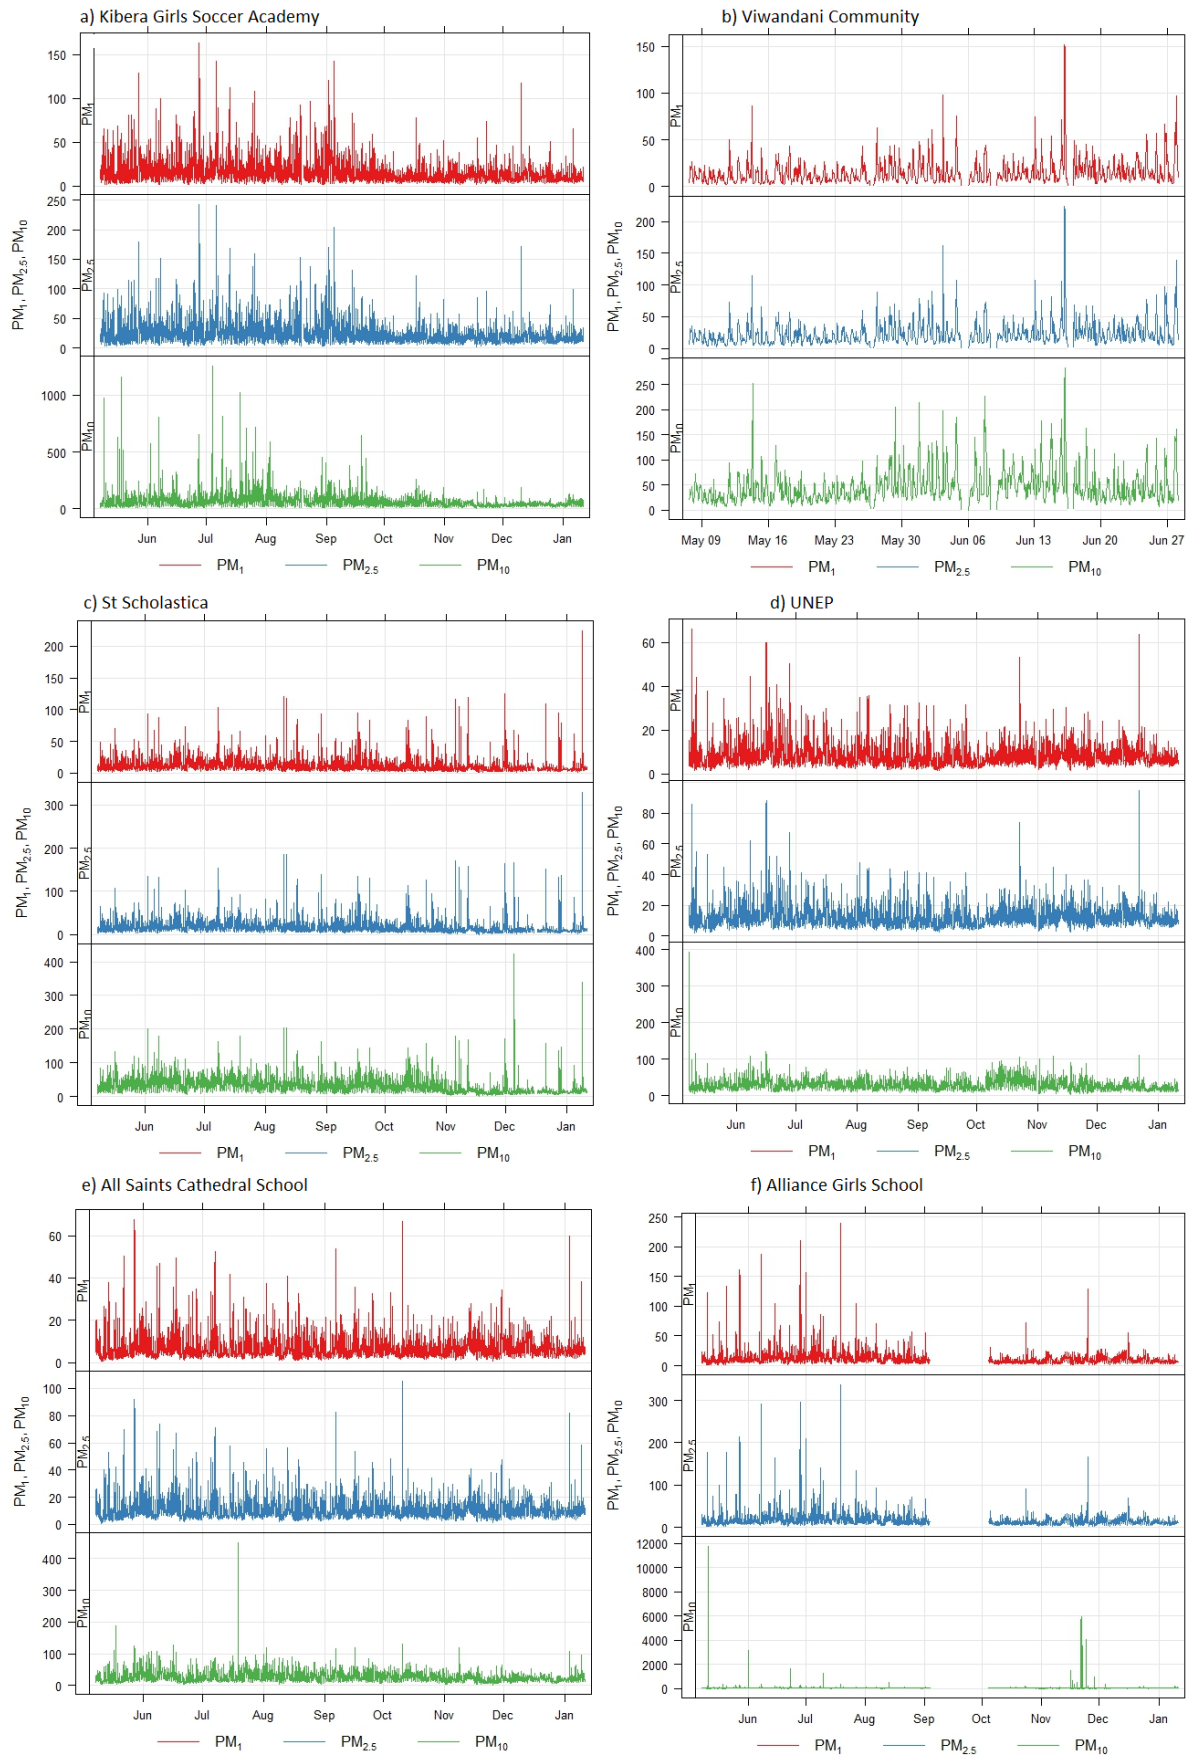 a) Kibera Girls Soccer Academy
PM1, PM2.5, PM10
PM1
150
100
50
0
PM2.5
250
200
150
100
50
0
PM10
1000
500
0
Jun Jul Aug Sep Oct Nov Dec Jan
PM1 PM2.5 PM10
b) Viwandani Community
PM1, PM2.5, PM10
PM1
150
100
50
0
PM2.5
200
150
100
50
0
PM10
250
200
150
100
50
0
May 09 May 16 May 23 May 30 Jun 06 Jun 13 Jun 20 Jun 27
PM1 PM2.5 PM10
c) St Scholastica
PM1, PM2.5, PM10
PM1
200
150
100
50
0
PM2.5
300
200
100
0
PM10
400
300
200
100
0
Jun Jul Aug Sep Oct Nov Dec Jan
PM1 PM2.5 PM10
d) UNEP
PM1, PM2.5, PM10
PM1
60
40
20
0
PM2.5
80
60
40
20
0
PM10
400
300
200
100
0
Jun Jul Aug Sep Oct Nov Dec Jan
PM1 PM2.5 PM10
e) All Saints Cathedral School
PM1, PM2.5, PM10
PM1
60
40
20
0
PM2.5
100
80
60
40
20
0
PM10
400
300
200
100
0
Jun Jul Aug Sep Oct Nov Dec Jan
PM1 PM2.5 PM10
f) Alliance Girls School
PM1, PM2.5, PM10
PM1
250
200
150
100
50
0
PM2.5
300
200
100
0
PM10
12000
10000
8000
6000
4000
2000
0
Jun Jul Aug Sep Oct Nov Dec Jan
PM1 PM2.5 PM10